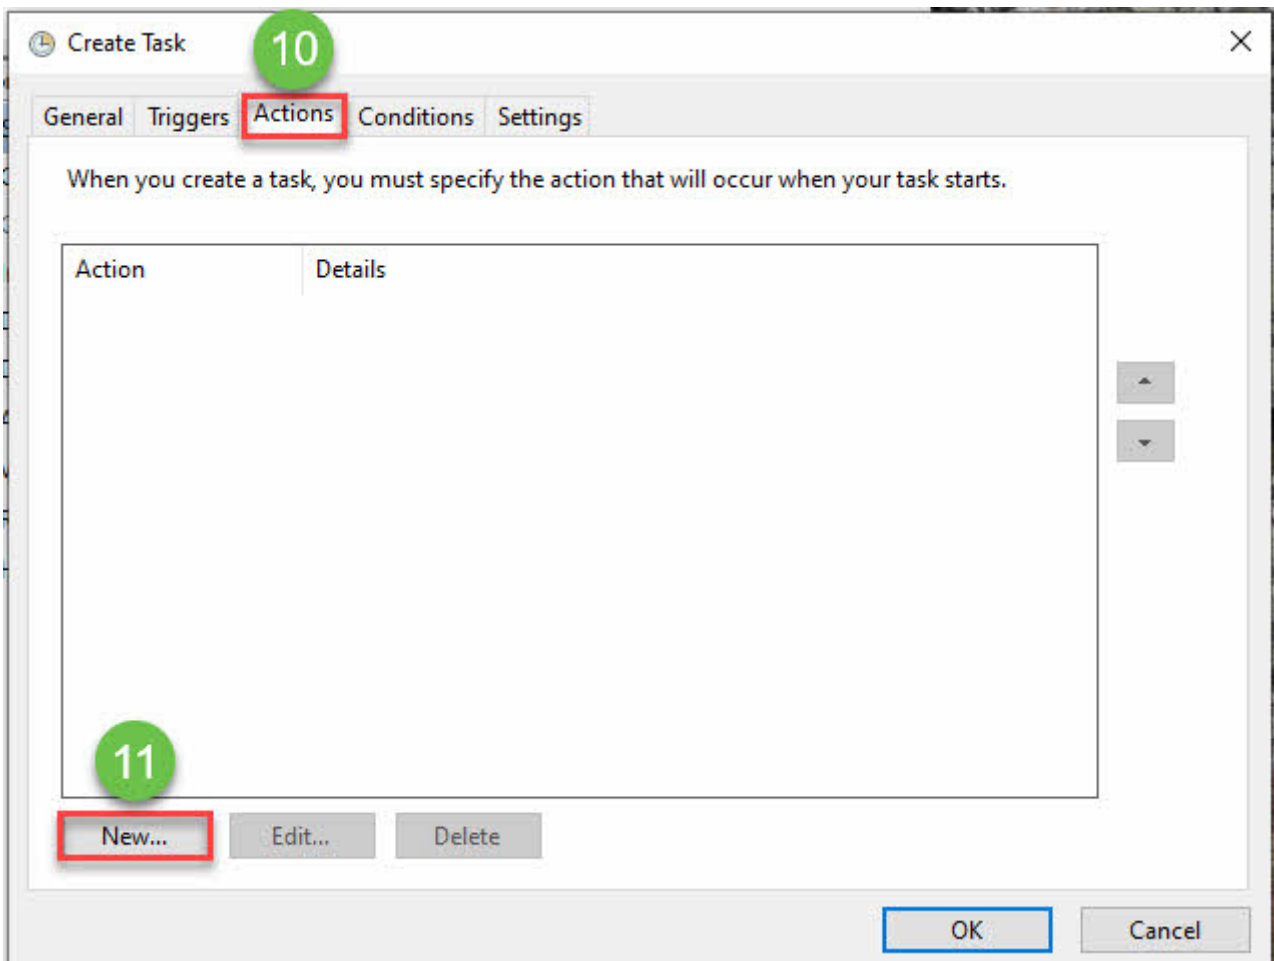 Create Task
10
General Triggers Actions Conditions Settings
When you create a task, you must specify the action that will occur when your task starts.
Action Details
11
New... Edit... Delete
OK Cancel